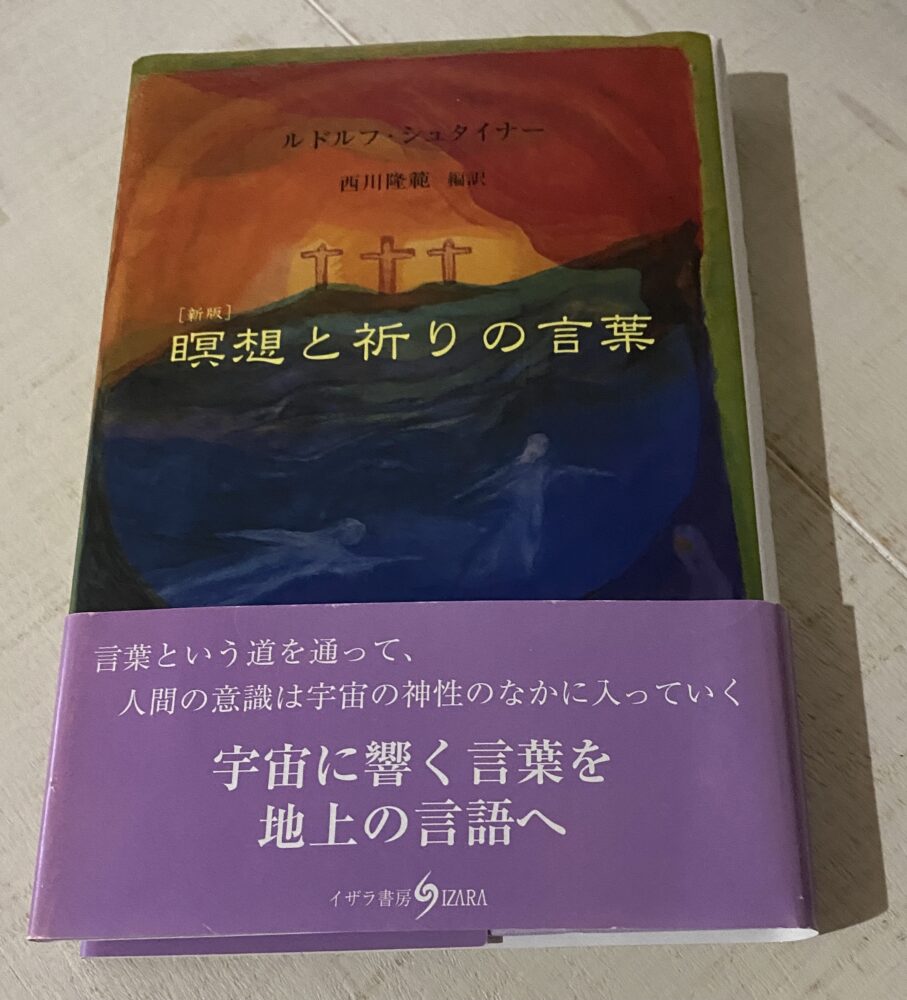 ルドルフ・シュタイナー
西川隆範 編訳
［新版］
瞑想と祈りの言葉
言葉という道を通って、
人間の意識は宇宙の神性のなかに入っていく
宇宙に響く言葉を
地上の言語へ
イザラ書房 IZARA